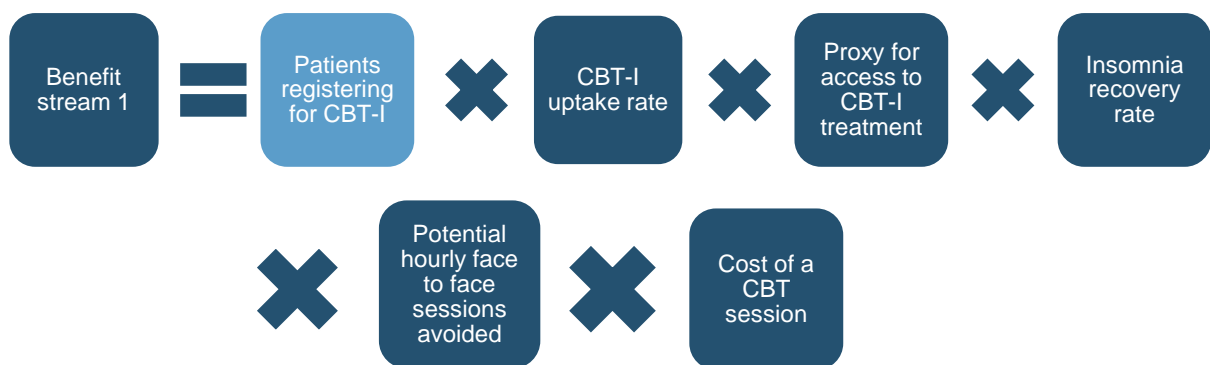 Benefit
stream 1
Patients
registering
for CBT-I
CBT-I
uptake rate
Proxy for
access to
CBT-I
treatment
Insomnia
recovery
rate
Potential
hourly face
to face
sessions
avoided
Cost of a
CBT
session